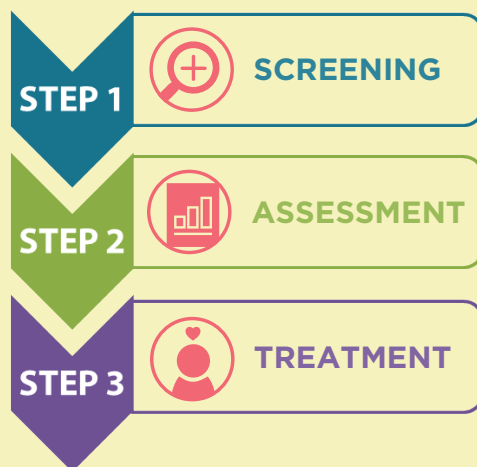 STEP 1
SCREENING
STEP 2
ASSESSMENT
STEP 3
TREATMENT